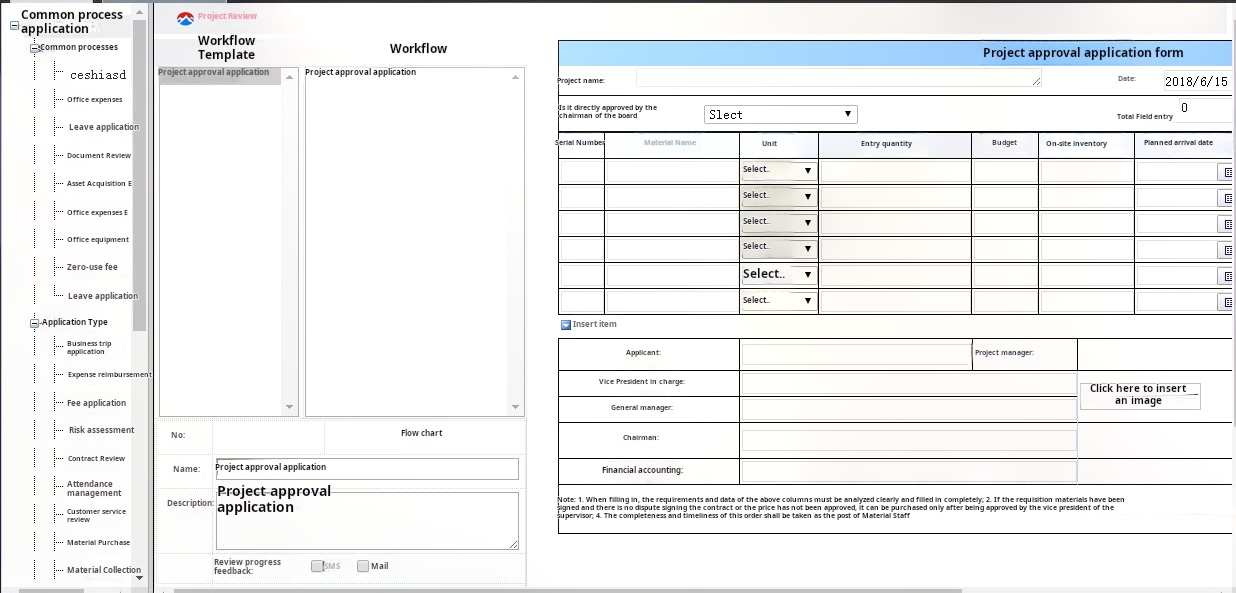 Common process
application
Common processes
ceshiasd
Office expenses
Leave application
Document Review
Asset Acquisition E
Office expenses E
Office equipment
Zero-use fee
Leave application
Application Type
Business trip
application
Expense reimbursement
Fee application
Risk assessment
Contract Review
Attendance
management
Customer service
review
Material Purchase
Material Collection
Project Review
Workflow
Template
Workflow
Project approval application
Project approval application
No:
Flow chart
Name:
Project approval application
Description:
Project approval
application
Review progress
feedback:
SMS
Mail
Project approval application form
Project name:
Date:
2018/6/15
Is it directly approved by the
chairman of the board
Slect
Total Field entry
0
Serial Number
Material Name
Unit
Entry quantity
Budget
On-site inventory
Planned arrival date
Select..
Select..
Select..
Select..
Select..
Select..
Insert item
Applicant:
Project manager:
Vice President in charge:
General manager:
Chairman:
Financial accounting:
Click here to insert
an image
Note: 1. When filling in, the requirements and data of the above columns must be analyzed clearly and filled in completely; 2. If the requisition materials have been
signed and there is no dispute signing the contract or the price has not been approved, it can be purchased only after being approved by the vice president of the
supervisor; 4. The completeness and timeliness of this order shall be taken as the post of Material Staff